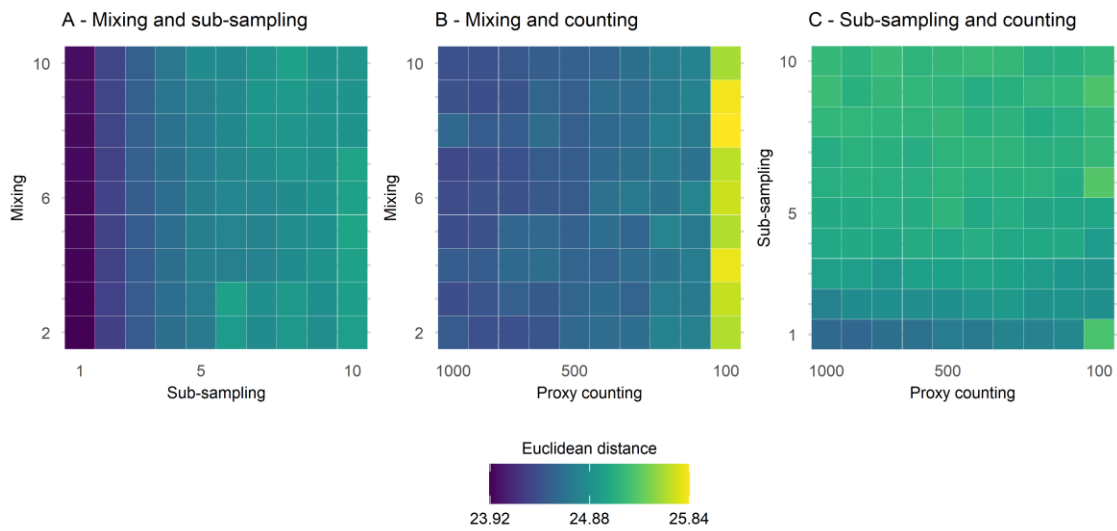 A - Mixing and sub-sampling
B - Mixing and counting
C - Sub-sampling and counting
10
6
2
Mixing
1 5 10
Sub-sampling
10
6
2
Mixing
1000 500 100
Proxy counting
10
5
1
Sub-sampling
1000 500 100
Proxy counting
Euclidean distance
23.92 24.88 25.84